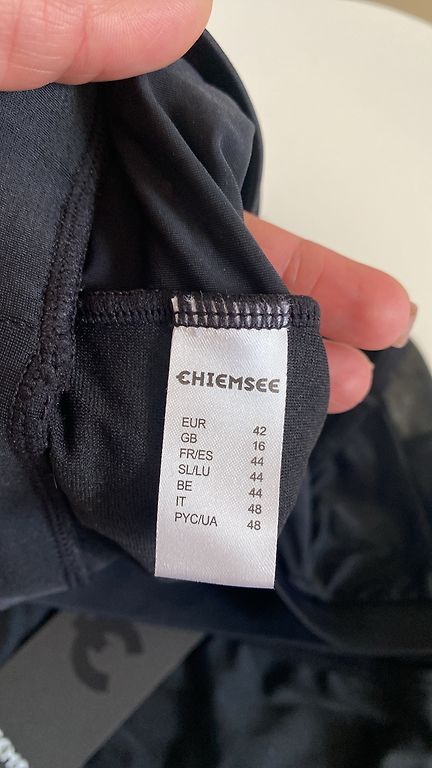 CHIEMSEE
EUR 42
GB 16
FR/ES 44
SL/LU 44
BE 44
IT 48
PYC/UA 48